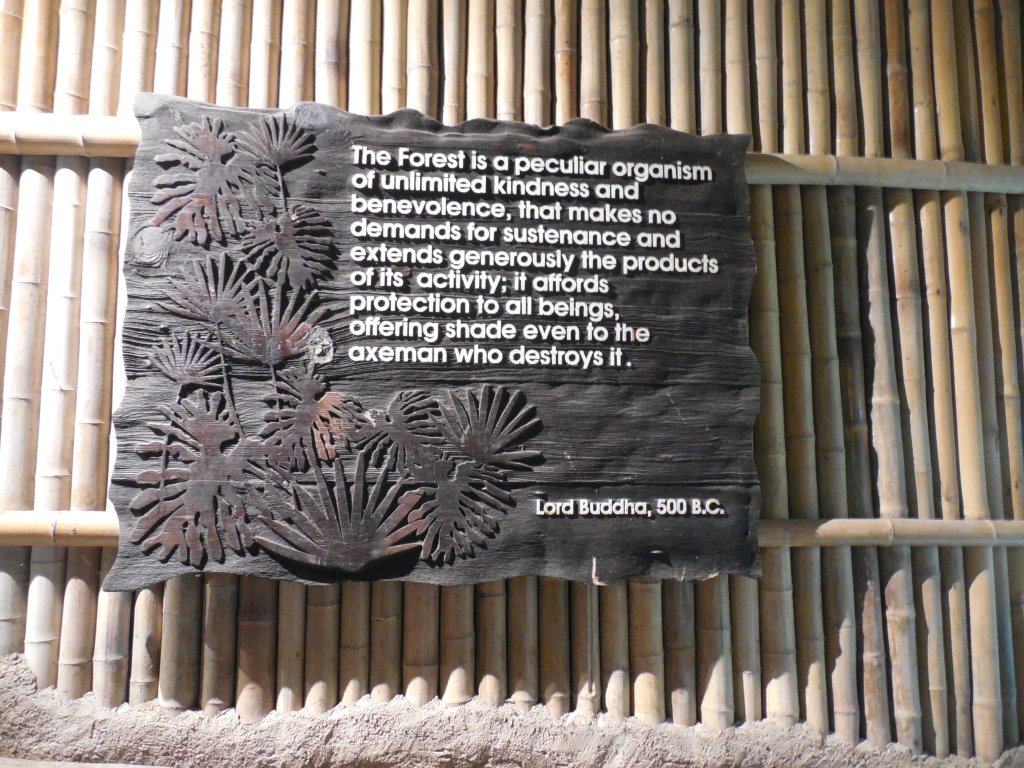 The Forest is a peculiar organism
of unlimited kindness and
benevolence, that makes no
demands for sustenance and
extends generously the products
of its activity; it affords
protection to all beings,
offering shade even to the
axeman who destroys it.
Lord Buddha, 500 B.C.